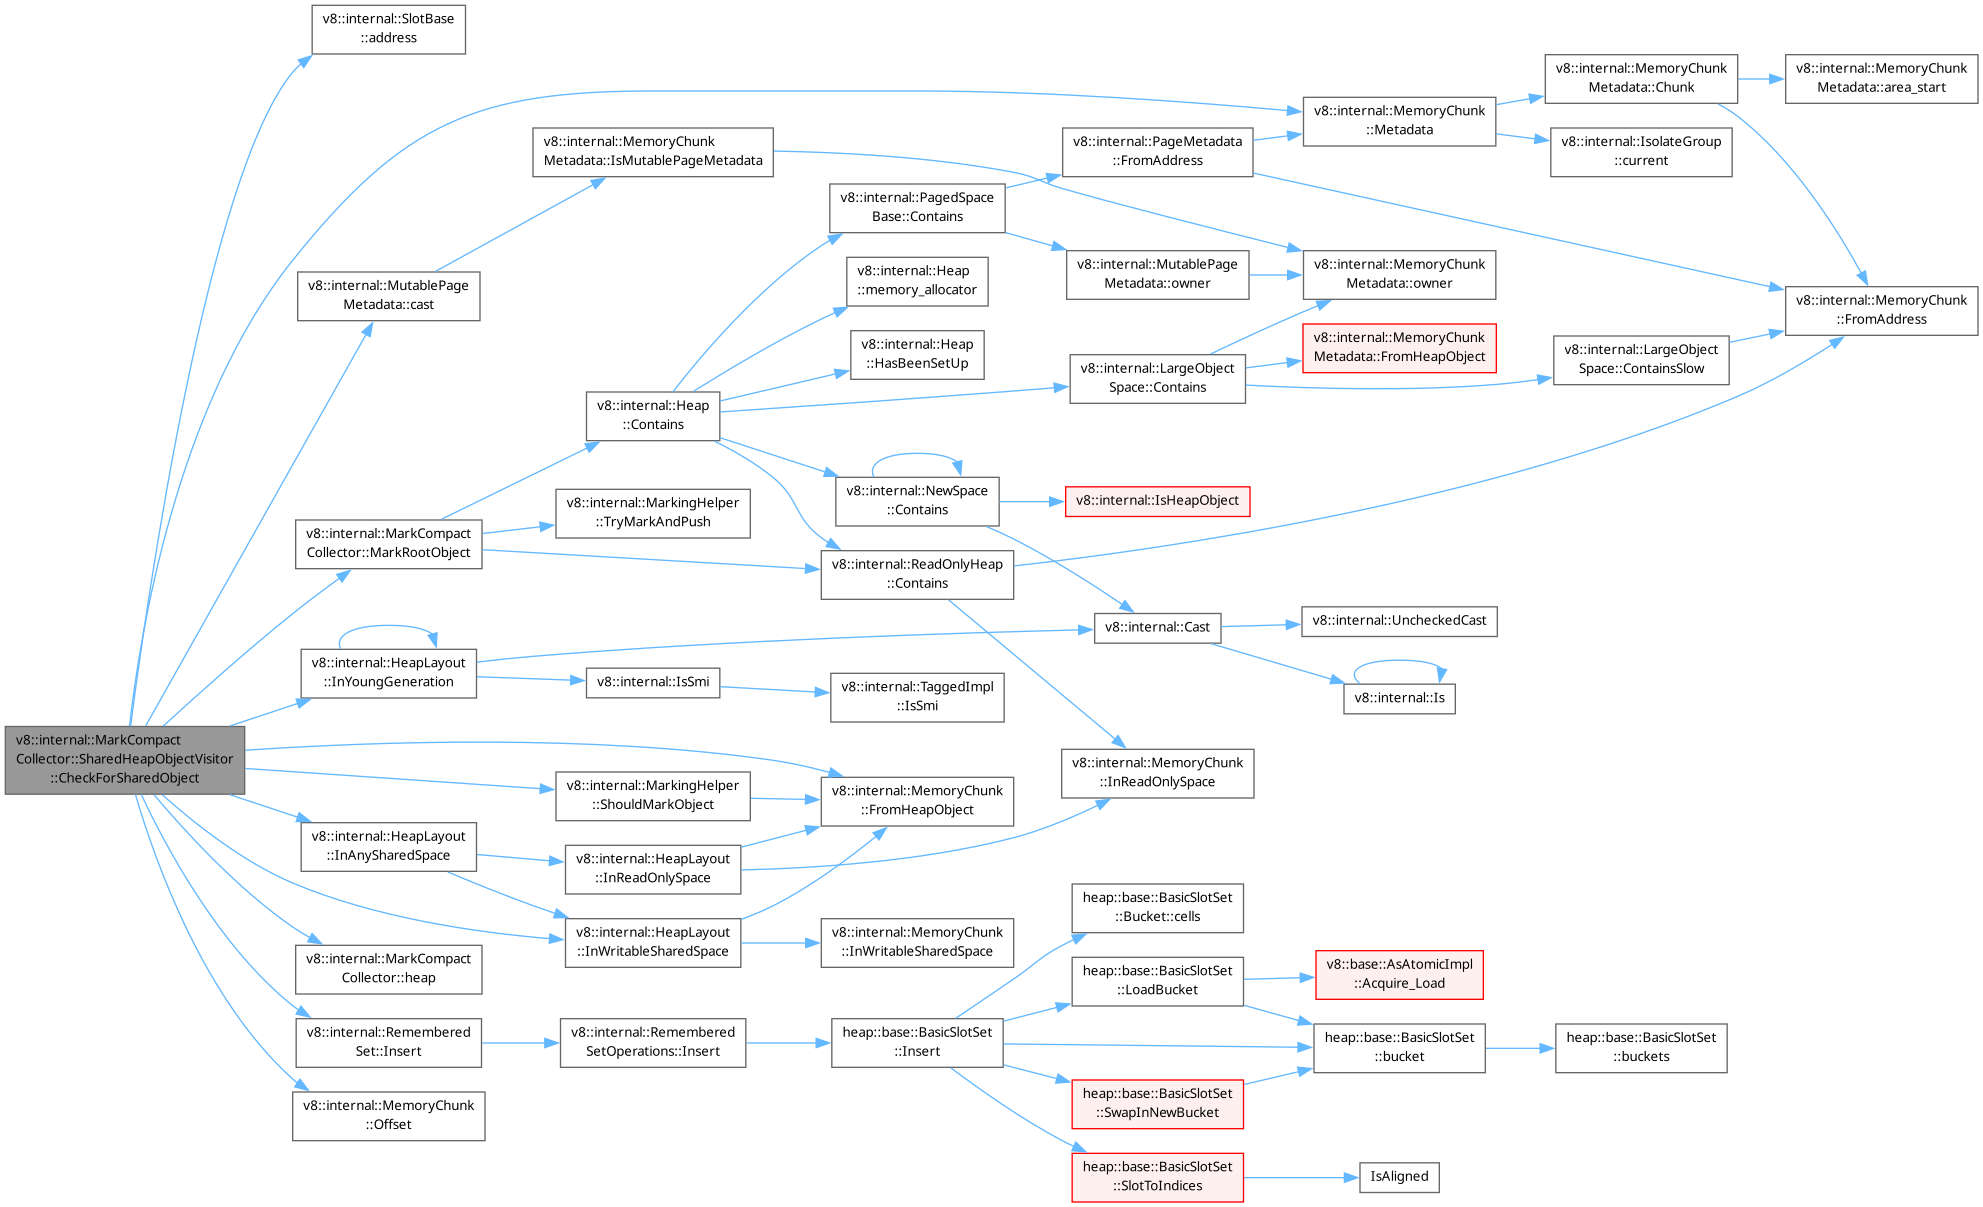 v8::internal::SlotBase
::address
v8::internal::MemoryChunk
Metadata::Chunk
v8::internal::MemoryChunk
Metadata::area_start
v8::internal::MemoryChunk
::Metadata
v8::internal::MemoryChunk
Metadata::IsMutablePageMetadata
v8::internal::PageMetadata
::FromAddress
v8::internal::IsolateGroup
::current
v8::internal::PagedSpace
Base::Contains
v8::internal::MutablePage
Metadata::cast
v8::internal::Heap
::memory_allocator
v8::internal::MutablePage
Metadata::owner
v8::internal::MemoryChunk
Metadata::owner
v8::internal::MemoryChunk
::FromAddress
v8::internal::Heap
::HasBeenSetUp
v8::internal::MemoryChunk
Metadata::FromHeapObject
v8::internal::LargeObject
Space::Contains
v8::internal::LargeObject
Space::ContainsSlow
v8::internal::Heap
::Contains
v8::internal::NewSpace
::Contains
v8::internal::IsHeapObject
v8::internal::MarkingHelper
::TryMarkAndPush
v8::internal::MarkCompact
Collector::MarkRootObject
v8::internal::ReadOnlyHeap
::Contains
v8::internal::Cast
v8::internal::UncheckedCast
v8::internal::HeapLayout
::InYoungGeneration
v8::internal::IsSmi
v8::internal::TaggedImpl
::IsSmi
v8::internal::Is
v8::internal::MarkCompact
Collector::SharedHeapObjectVisitor
::CheckForSharedObject
v8::internal::MemoryChunk
::InReadOnlySpace
v8::internal::MarkingHelper
::ShouldMarkObject
v8::internal::MemoryChunk
::FromHeapObject
v8::internal::HeapLayout
::InAnySharedSpace
v8::internal::HeapLayout
::InReadOnlySpace
heap::base::BasicSlotSet
::Bucket::cells
v8::internal::HeapLayout
::InWritableSharedSpace
v8::internal::MemoryChunk
::InWritableSharedSpace
v8::internal::MarkCompact
Collector::heap
heap::base::BasicSlotSet
::LoadBucket
v8::base::AsAtomicImpl
::Acquire_Load
v8::internal::Remembered
Set::Insert
v8::internal::Remembered
SetOperations::Insert
heap::base::BasicSlotSet
::Insert
heap::base::BasicSlotSet
::bucket
heap::base::BasicSlotSet
::buckets
v8::internal::MemoryChunk
::Offset
heap::base::BasicSlotSet
::SwapInNewBucket
heap::base::BasicSlotSet
::SlotToIndices
IsAligned